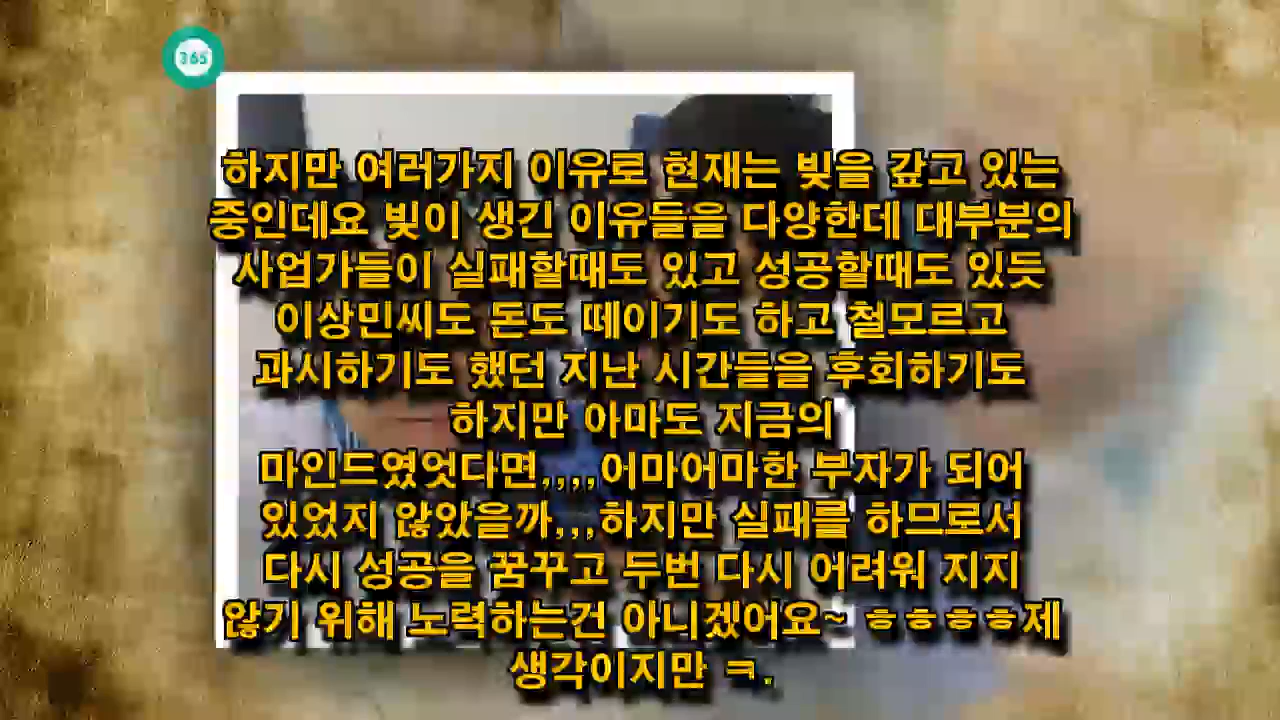 365
하지만 여러가지 이유로 현재는 빚을 갚고 있는
중인데요 빛이 생긴 이유들을 다양한데 대부분의
사업가들이 실패할때도 있고 성공할때도 있듯
이상민씨도 돈도 떼이기도 하고 철모르고
과시하기도 했던 지난 시간들을 후회하기도
하지만 아마도 지금의
마인드였엇다면,,,,어마어마한 부자가 되어
있었지 않았을까,,,하지만 실패를 하므로서
다시 성공을 꿈꾸고 두번 다시 어려워 지지
않기 위해 노력하는건 아니겠어요~ ㅎㅎㅎㅎ제
생각이지만 ㅋ.